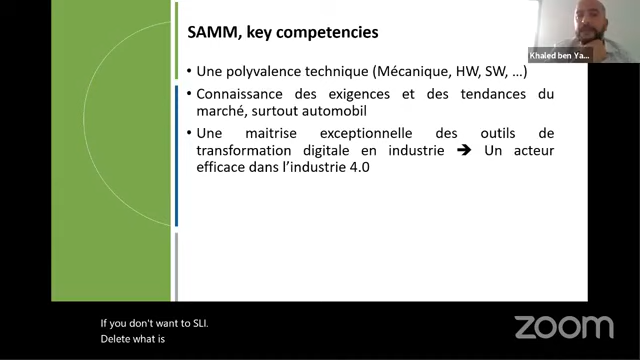 SAMM, key competencies
Khaled ben Ya...
• Une polyvalence technique (Mécanique, HW, SW, …)
• Connaissance des exigences et des tendances du
marché, surtout automobil
• Une maitrise exceptionnelle des outils de
transformation digitale en industrie ➔ Un acteur
efficace dans l’industrie 4.0
If you don't want to SLI.
Delete what is
zoom